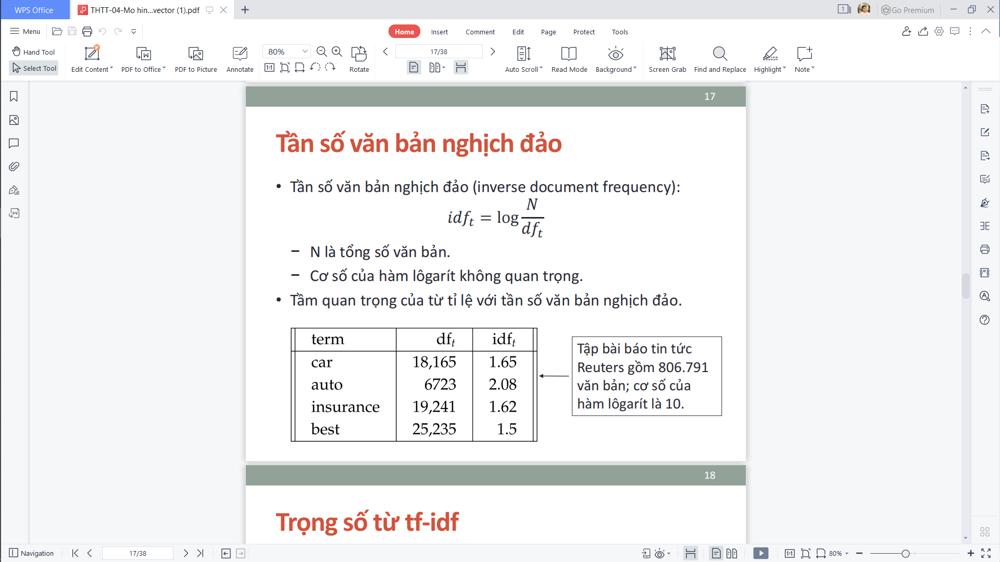 WPS Office
THTT-04-Mo hin...vector (1).pdf
1
Go Premium
Menu
Home
Insert
Comment
Edit
Page
Protect
Tools
Hand Tool
Select Tool
Edit Content
PDF to Office
PDF to Picture
Annotate
80%
1:1
Rotate
17/38
Auto Scroll
Read Mode
Background
Screen Grab
Find and Replace
Highlight
Note
17
Tần số văn bản nghịch đảo
• Tần số văn bản nghịch đảo (inverse document frequency):
idf_t = log N/df_t
– N là tổng số văn bản.
– Cơ số của hàm lôgarít không quan trọng.
• Tầm quan trọng của từ tỉ lệ với tần số văn bản nghịch đảo.
term df_t idf_t
car 18,165 1.65
auto 6723 2.08
insurance 19,241 1.62
best 25,235 1.5
Tập bài báo tin tức
Reuters gồm 806.791
văn bản; cơ số của
hàm lôgarít là 10.
18
Trọng số từ tf-idf
Navigation
17/38
1:1
80%